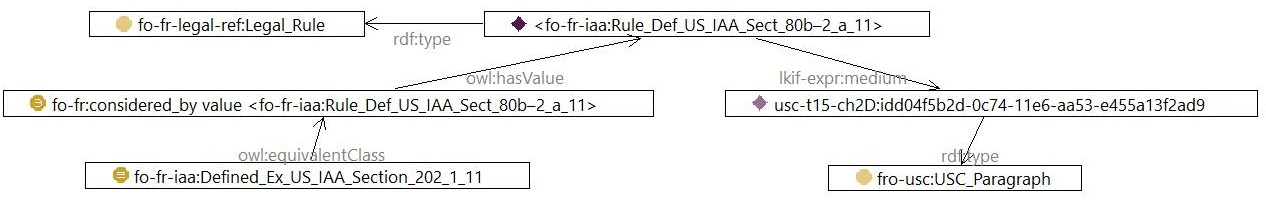 fo-fr-legal-ref:Legal_Rule
<fo-fr-iaa:Rule_Def_US_IAA_Sect_80b–2_a_11>
rdf:type
owl:hasValue
lkif-expr:medium
fo-fr:considered_by value <fo-fr-iaa:Rule_Def_US_IAA_Sect_80b–2_a_11>
usc-t15-ch2D:idd04f5b2d-0c74-11e6-aa53-e455a13f2ad9
owl:equivalentClass
rdf:type
fo-fr-iaa:Defined_Ex_US_IAA_Section_202_1_11
fro-usc:USC_Paragraph